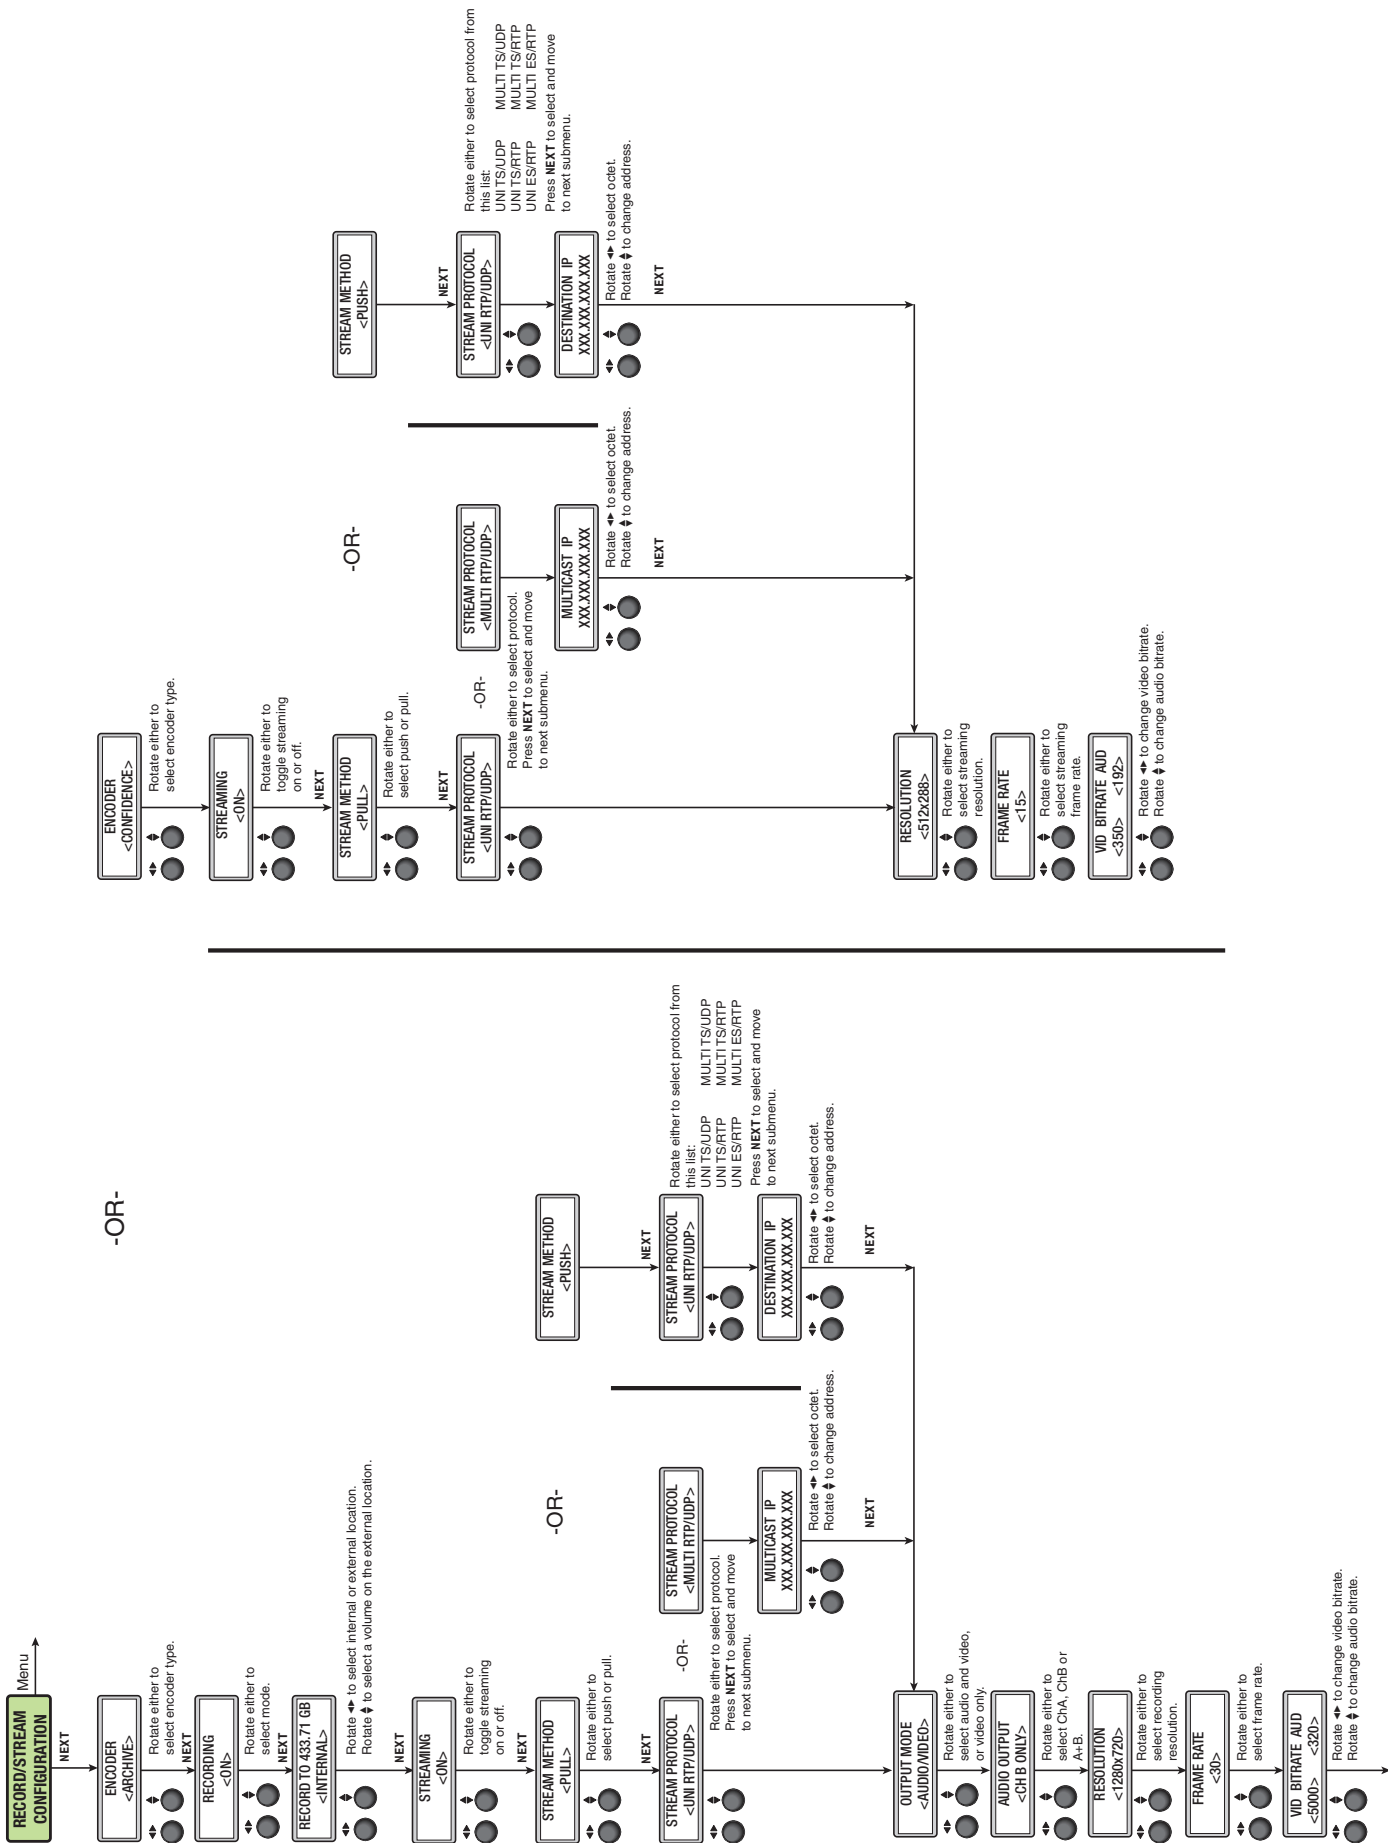 RECORD/STREAM
CONFIGURATION
Menu
NEXT
ENCODER
<ARCHIVE>
Rotate either to
select encoder type.
NEXT
RECORDING
<ON>
Rotate either to
select mode.
NEXT
RECORD TO 433.71 GB
<INTERNAL>
Rotate to select internal or external location.
Rotate to select a volume on the external location.
NEXT
STREAMING
<ON>
Rotate either to
toggle streaming
on or off.
NEXT
STREAM METHOD
<PULL>
Rotate either to
select push or pull.
NEXT
STREAM PROTOCOL
<UNI RTP/UDP>
-OR-
STREAM PROTOCOL
<MULTI RTP/UDP>
Rotate either to select protocol.
Press NEXT to select and move
to next submenu.
MULTICAST IP
XXX.XXX.XXX.XXX
Rotate to select octet.
Rotate to change address.
NEXT
-OR-
STREAM METHOD
<PUSH>
NEXT
STREAM PROTOCOL
<UNI RTP/UDP>
Rotate either to select protocol from
this list:
UNI TS/UDP MULTI TS/UDP
UNI TS/RTP MULTI TS/RTP
UNI ES/RTP MULTI ES/RTP
Press NEXT to select and move
to next submenu.
DESTINATION IP
XXX.XXX.XXX.XXX
Rotate to select octet.
Rotate to change address.
NEXT
OUTPUT MODE
<AUDIO/VIDEO>
Rotate either to
select audio and video,
or video only.
AUDIO OUTPUT
<CH B ONLY>
Rotate either to
select ChA, ChB or
A+B.
RESOLUTION
<1280x720>
Rotate either to
select recording
resolution.
FRAME RATE
<30>
Rotate either to
select frame rate.
VID BITRATE AUD
<5000> <320>
Rotate to change video bitrate.
Rotate to change audio bitrate.
-OR-
ENCODER
<CONFIDENCE>
Rotate either to
select encoder type.
STREAMING
<ON>
Rotate either to
toggle streaming
on or off.
NEXT
STREAM METHOD
<PULL>
Rotate either to
select push or pull.
NEXT
STREAM PROTOCOL
<UNI RTP/UDP>
-OR-
STREAM PROTOCOL
<MULTI RTP/UDP>
Rotate either to select protocol.
Press NEXT to select and move
to next submenu.
MULTICAST IP
XXX.XXX.XXX.XXX
Rotate to select octet.
Rotate to change address.
NEXT
-OR-
STREAM METHOD
<PUSH>
NEXT
STREAM PROTOCOL
<UNI RTP/UDP>
Rotate either to select protocol from
this list:
UNI TS/UDP MULTI TS/UDP
UNI TS/RTP MULTI TS/RTP
UNI ES/RTP MULTI ES/RTP
Press NEXT to select and move
to next submenu.
DESTINATION IP
XXX.XXX.XXX.XXX
Rotate to select octet.
Rotate to change address.
NEXT
RESOLUTION
<512x288>
Rotate either to
select streaming
resolution.
FRAME RATE
<15>
Rotate either to
select streaming
frame rate.
VID BITRATE AUD
<350> <192>
Rotate to change video bitrate.
Rotate to change audio bitrate.